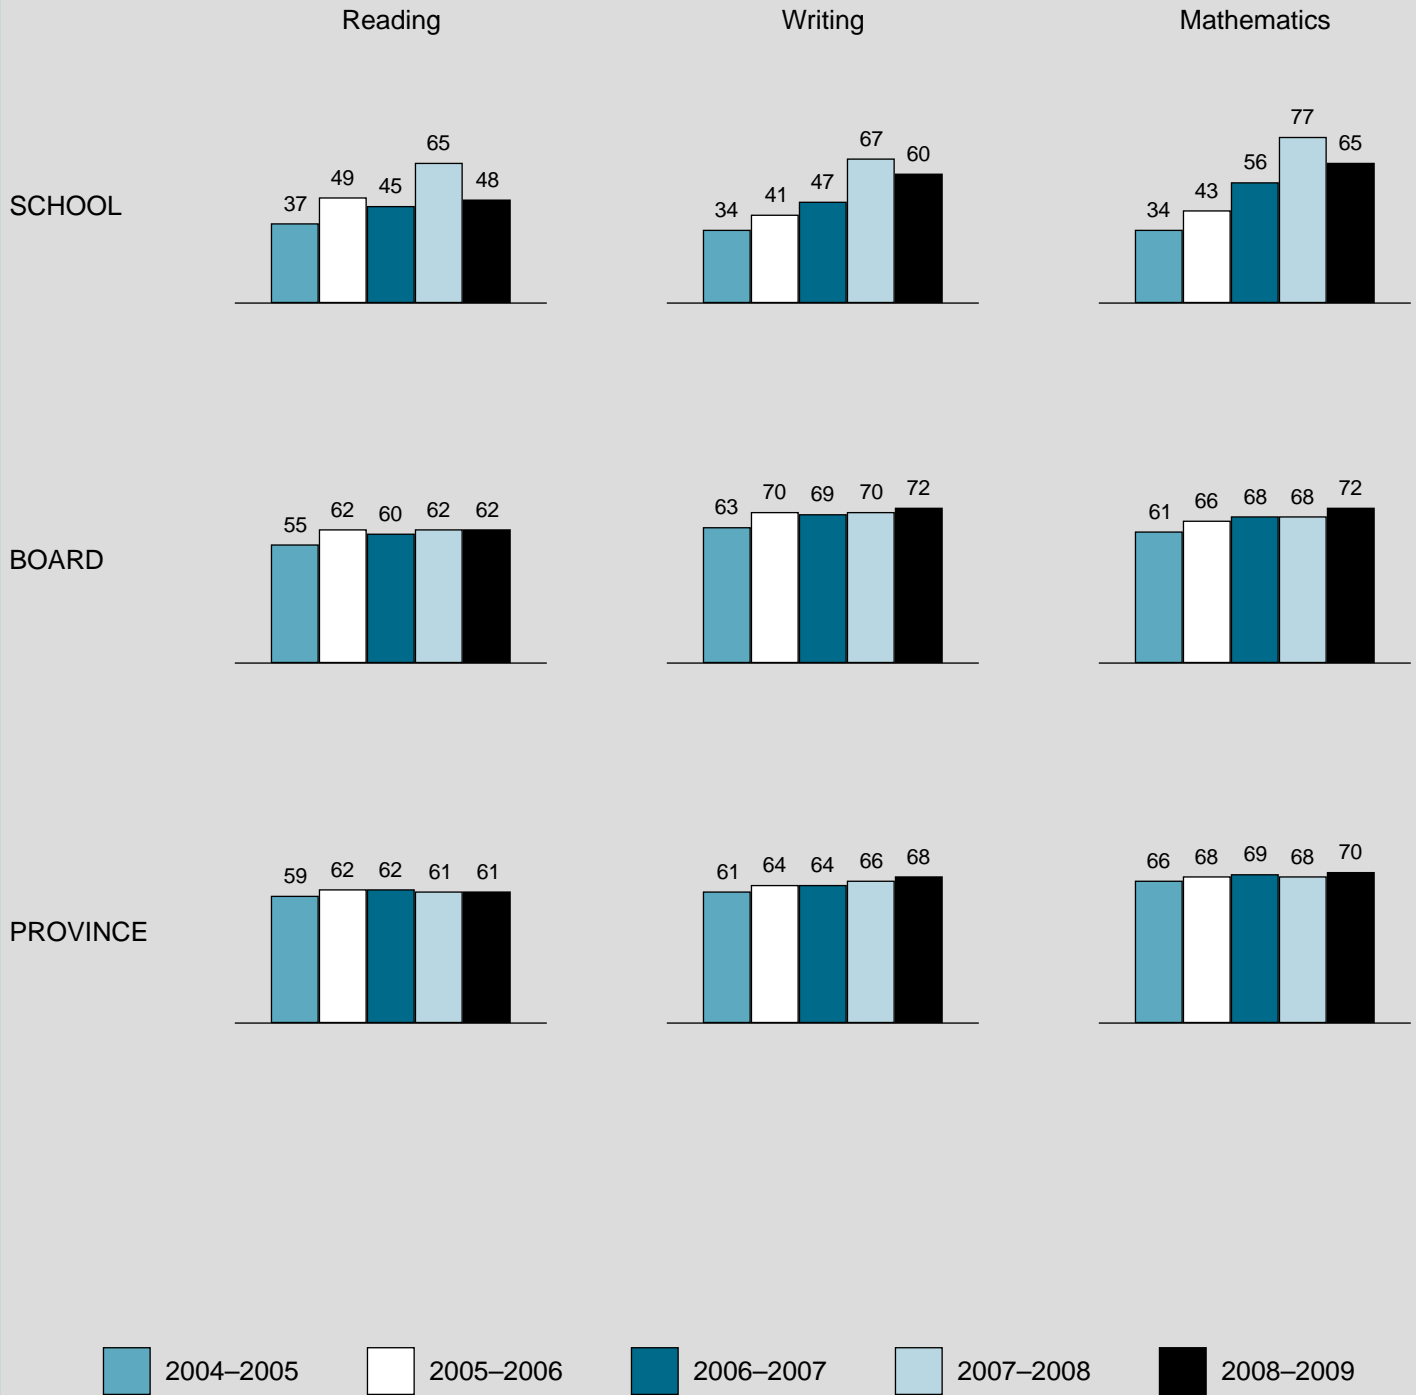 Reading Writing Mathematics
SCHOOL
37 49 45 65 48
34 41 47 67 60
34 43 56 77 65
BOARD
55 62 60 62 62
63 70 69 70 72
61 66 68 68 72
PROVINCE
59 62 62 61 61
61 64 64 66 68
66 68 69 68 70
2004–2005 2005–2006 2006–2007 2007–2008 2008–2009